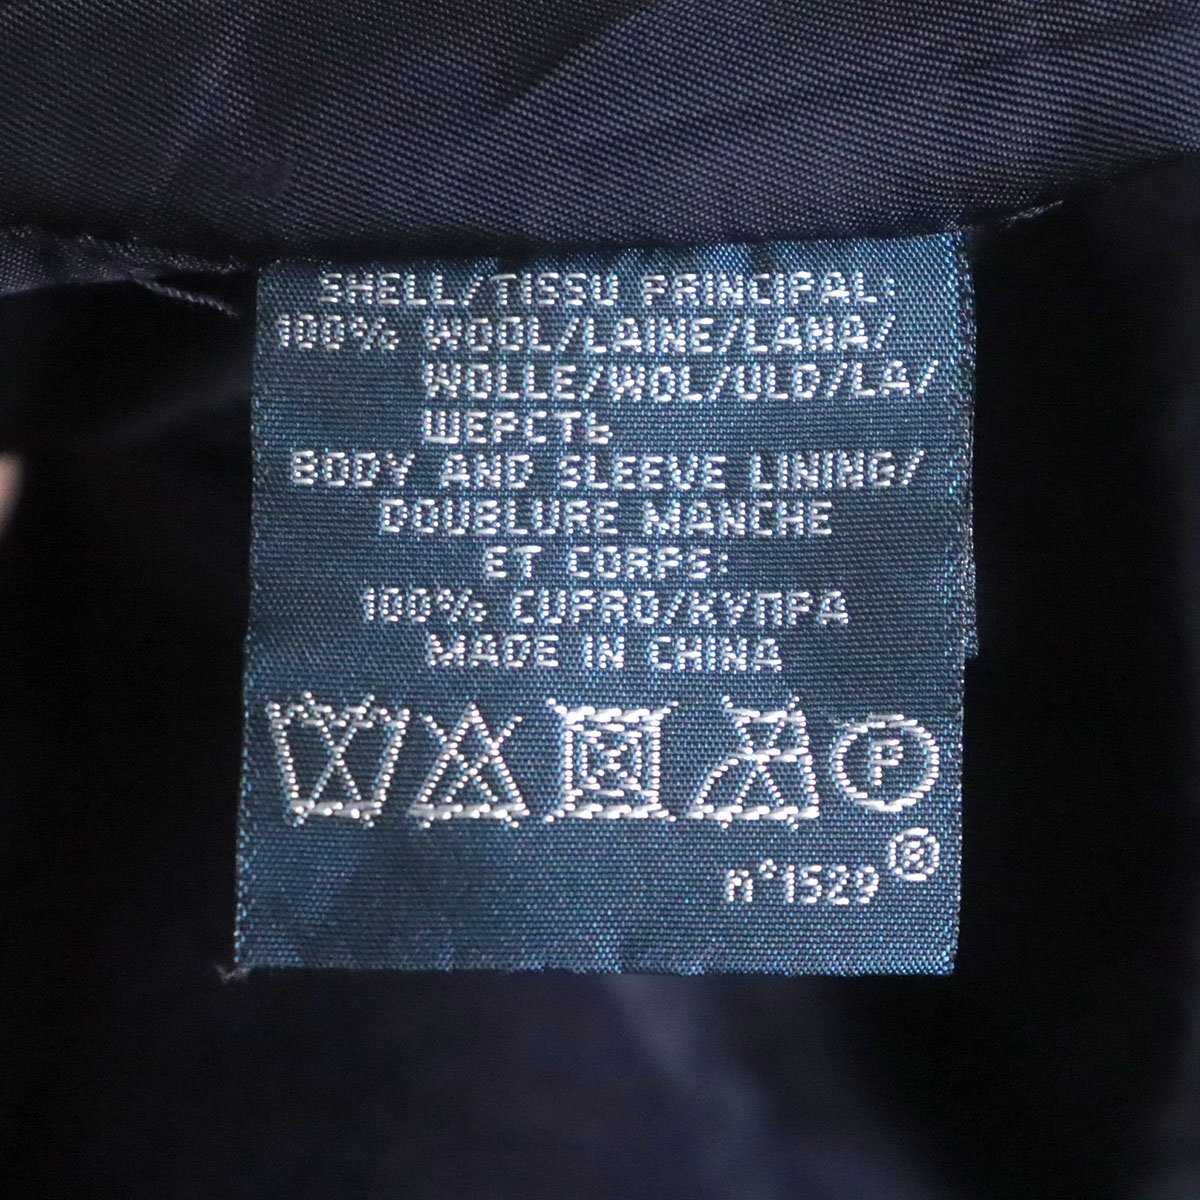 SHELL/TISSU PRINCIPAL:
100% WOOL/LAINE/LANA/
WOLLE/WOL/ULD/LA/
ШЕРСТЬ
BODY AND SLEEVE LINING/
DOUBLURE MANCHE
ET CORPS:
100% CUPRO/КУПРА
MADE IN CHINA
P
n°1529